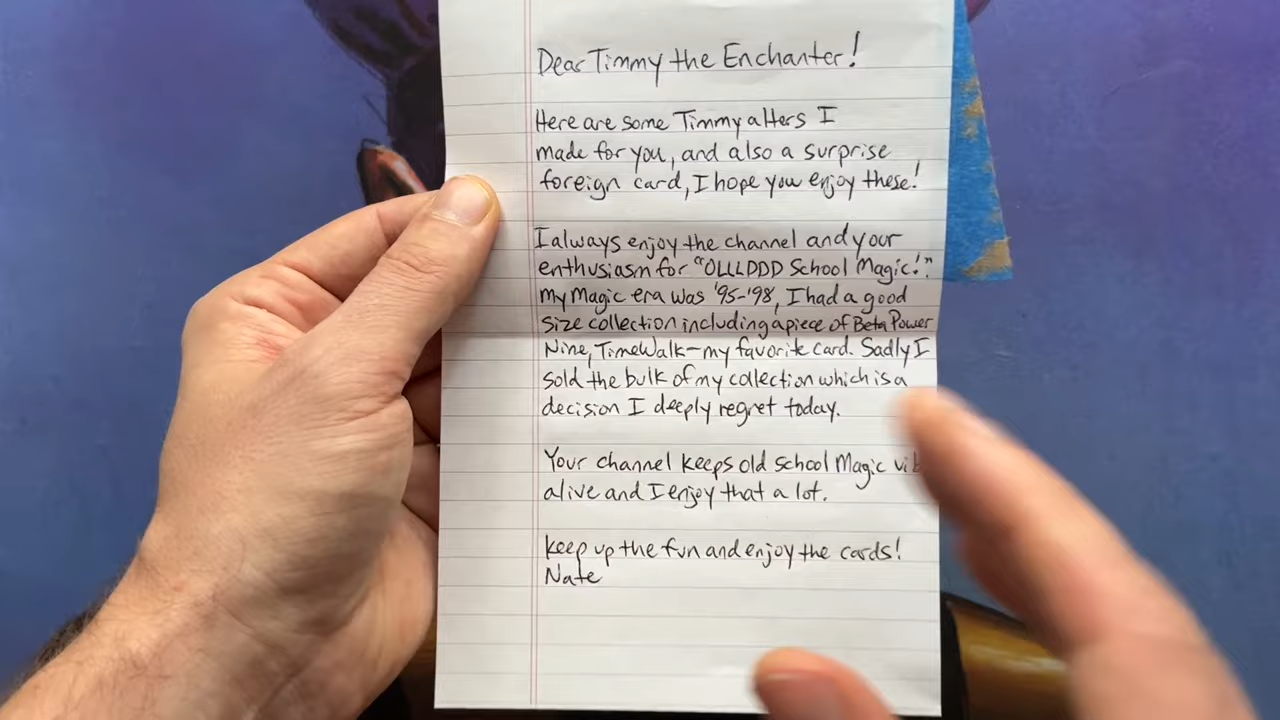 Dear Timmy the Enchanter!
Here are some Timmy alters I
made for you, and also a surprise
foreign card, I hope you enjoy these!
I always enjoy the channel and your
enthusiasm for "OLLLDDD School Magic!".
my Magic era was '95-'98, I had a good
size collection including a piece of Beta Power
Nine, Time Walk - my favorite card. Sadly I
sold the bulk of my collection which is a
decision I deeply regret today.
Your channel keeps old school Magic
alive and I enjoy that a lot.
Keep up the fun and enjoy the cards!
Nate